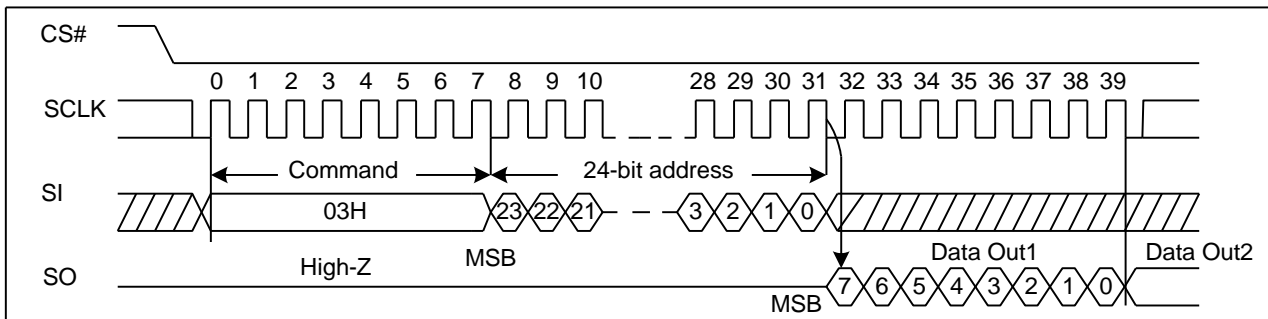 CS#
0 1 2 3 4 5 6 7 8 9 10 28 29 30 31 32 33 34 35 36 37 38 39
SCLK
Command 24-bit address
SI
03H 23 22 21 3 2 1 0
High-Z MSB Data Out1 Data Out2
SO
MSB 7 6 5 4 3 2 1 0